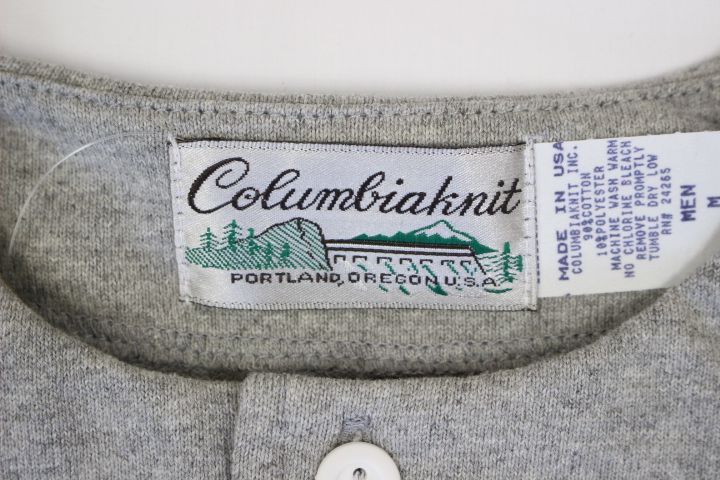 Columbiaknit
PORTLAND, OREGON U.S.A
MADE IN USA
COLUMBIAKNIT INC.
90%COTTON
10%POLYESTER
MACHINE WASH WARM
NO CHLORINE BLEACH
REMOVE PROMPTLY
TUMBLE DRY LOW
RN# 24265
MEN
M